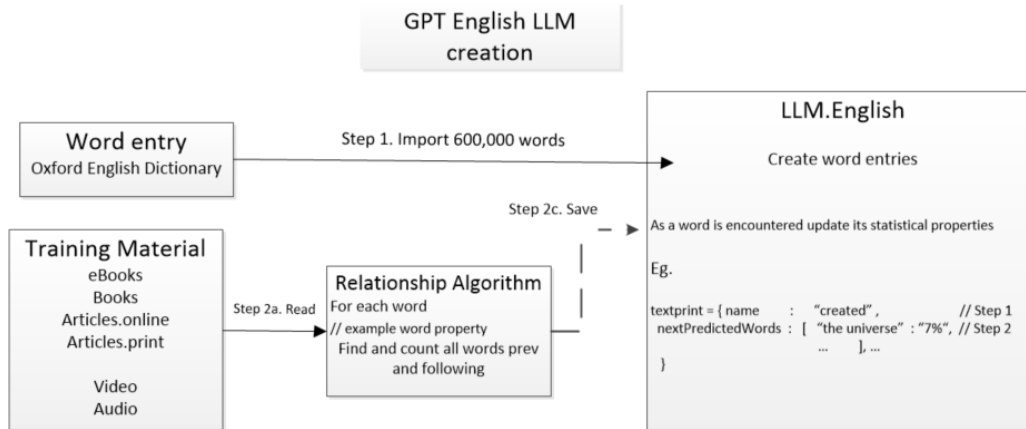 GPT English LLM
creation
Word entry
Oxford English Dictionary
Step 1. Import 600,000 words
LLM.English
Create word entries
Step 2c. Save
As a word is encountered update its statistical properties
Training Material
eBooks
Books
Articles.online
Articles.print
Video
Audio
Step 2a. Read
Relationship Algorithm
For each word
// example word property
Find and count all words prev
and following
Eg.
textprint = { name : “created” , // Step 1
nextPredictedWords : [ “the universe” : “7%”, // Step 2
... ], ...
}